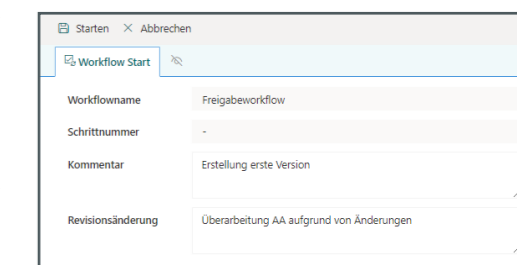 Starten Abbrechen
Workflow Start
Workflowname Freigabeworkflow
Schrittnummer -
Kommentar Erstellung erste Version
Revisionsänderung Überarbeitung AA aufgrund von Änderungen